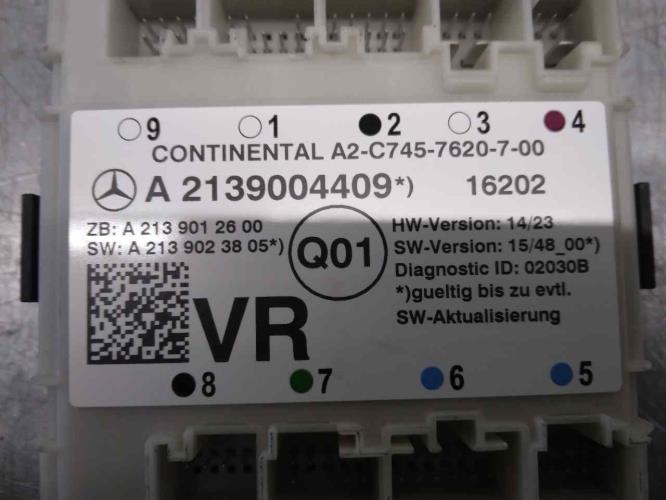 9 1 2 3 4
CONTINENTAL A2-C745-7620-7-00
A 2139004409*) 16202
ZB: A 213 901 26 00
SW: A 213 902 38 05*)
Q01
HW-Version: 14/23
SW-Version: 15/48_00*)
Diagnostic ID: 02030B
*)gueltig bis zu evtl.
SW-Aktualisierung
VR
8 7 6 5